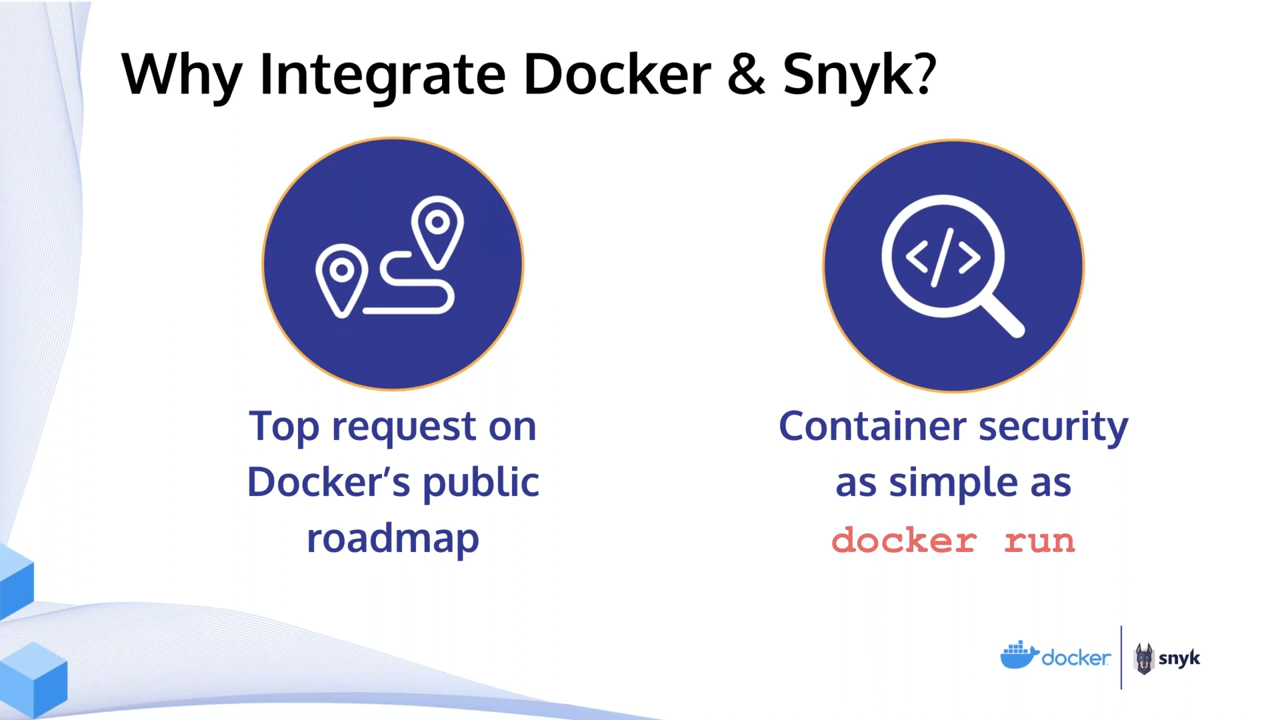 Why Integrate Docker & Snyk?
</>
Top request on
Docker’s public
roadmap
Container security
as simple as
docker run
docker
snyk